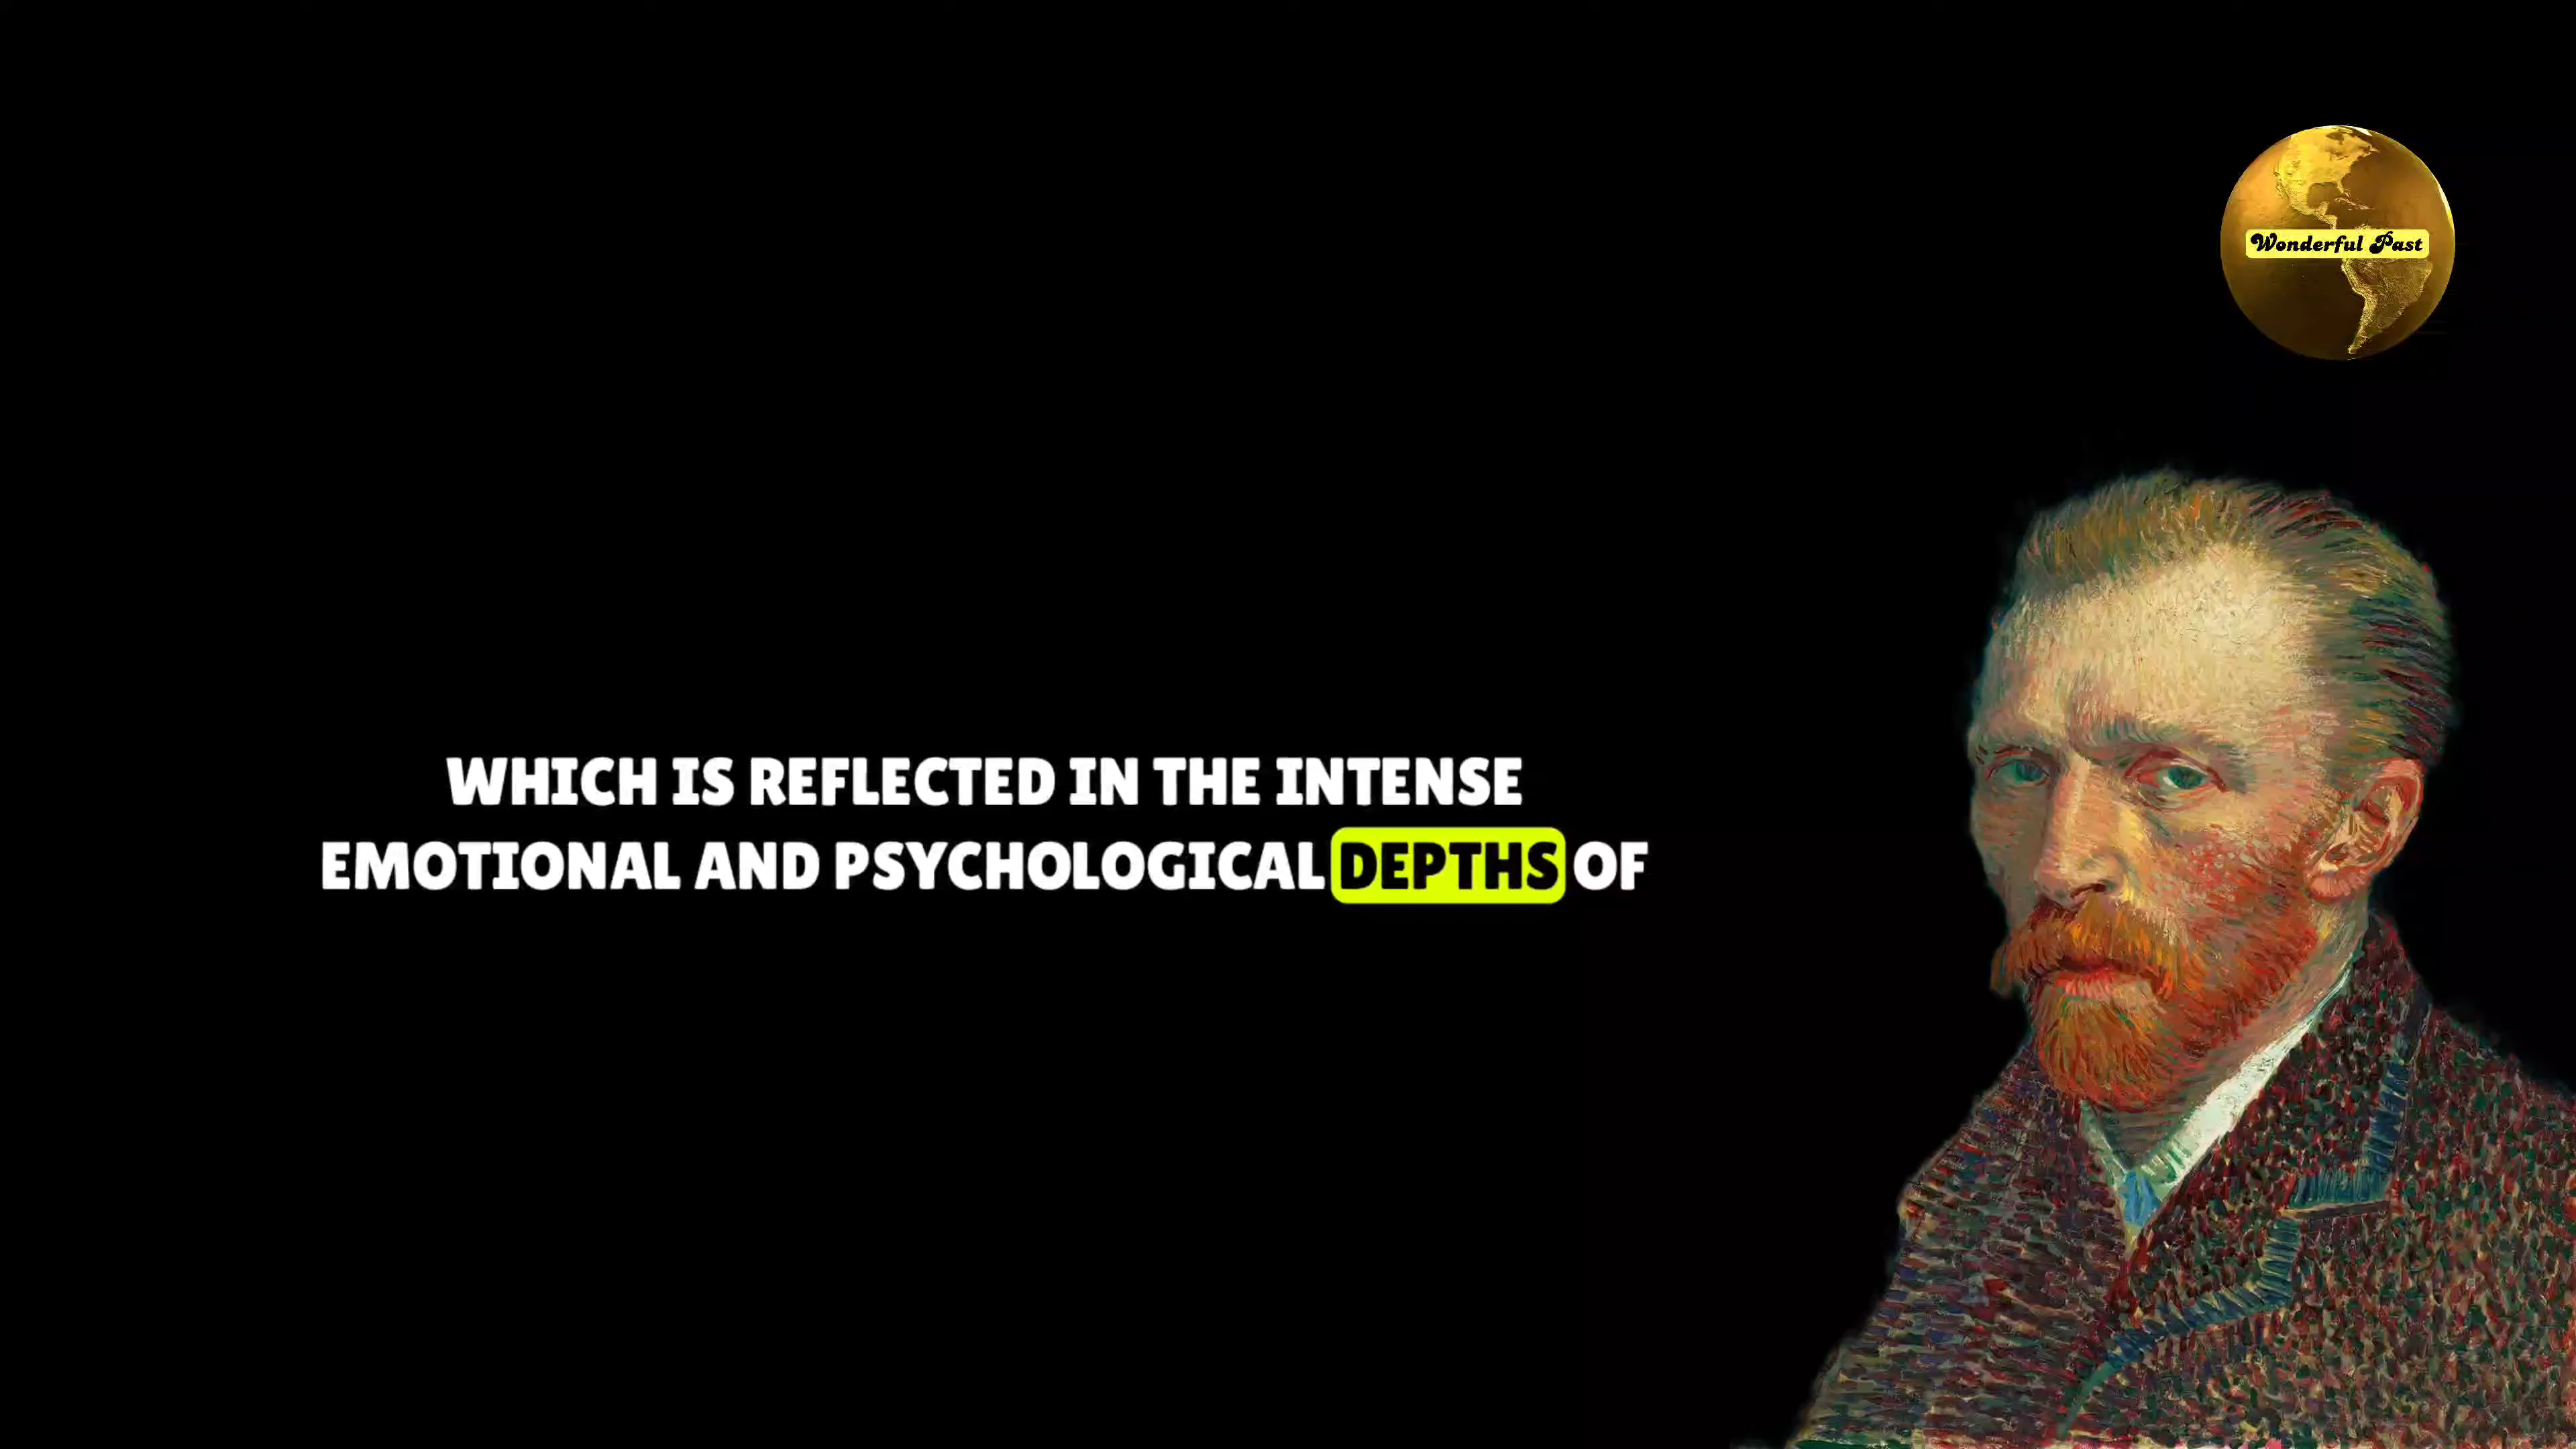 Wonderful Past
WHICH IS REFLECTED IN THE INTENSE
EMOTIONAL AND PSYCHOLOGICAL DEPTHS OF